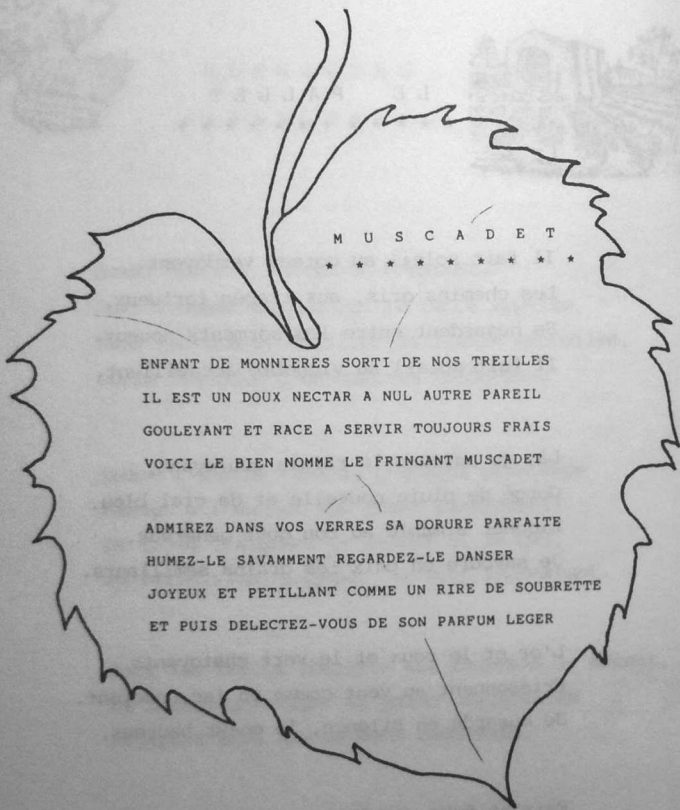 M U S C A D E T
* * * * * * * * *
ENFANT DE MONNIERES SORTI DE NOS TREILLES
IL EST UN DOUX NECTAR A NUL AUTRE PAREIL
GOULEYANT ET RACE A SERVIR TOUJOURS FRAIS
VOICI LE BIEN NOMME LE FRINGANT MUSCADET
ADMIREZ DANS VOS VERRES SA DORURE PARFAITE
HUMEZ-LE SAVAMMENT REGARDEZ-LE DANSER
JOYEUX ET PETILLANT COMME UN RIRE DE SOUBRETTE
ET PUIS DELECTEZ-VOUS DE SON PARFUM LEGER